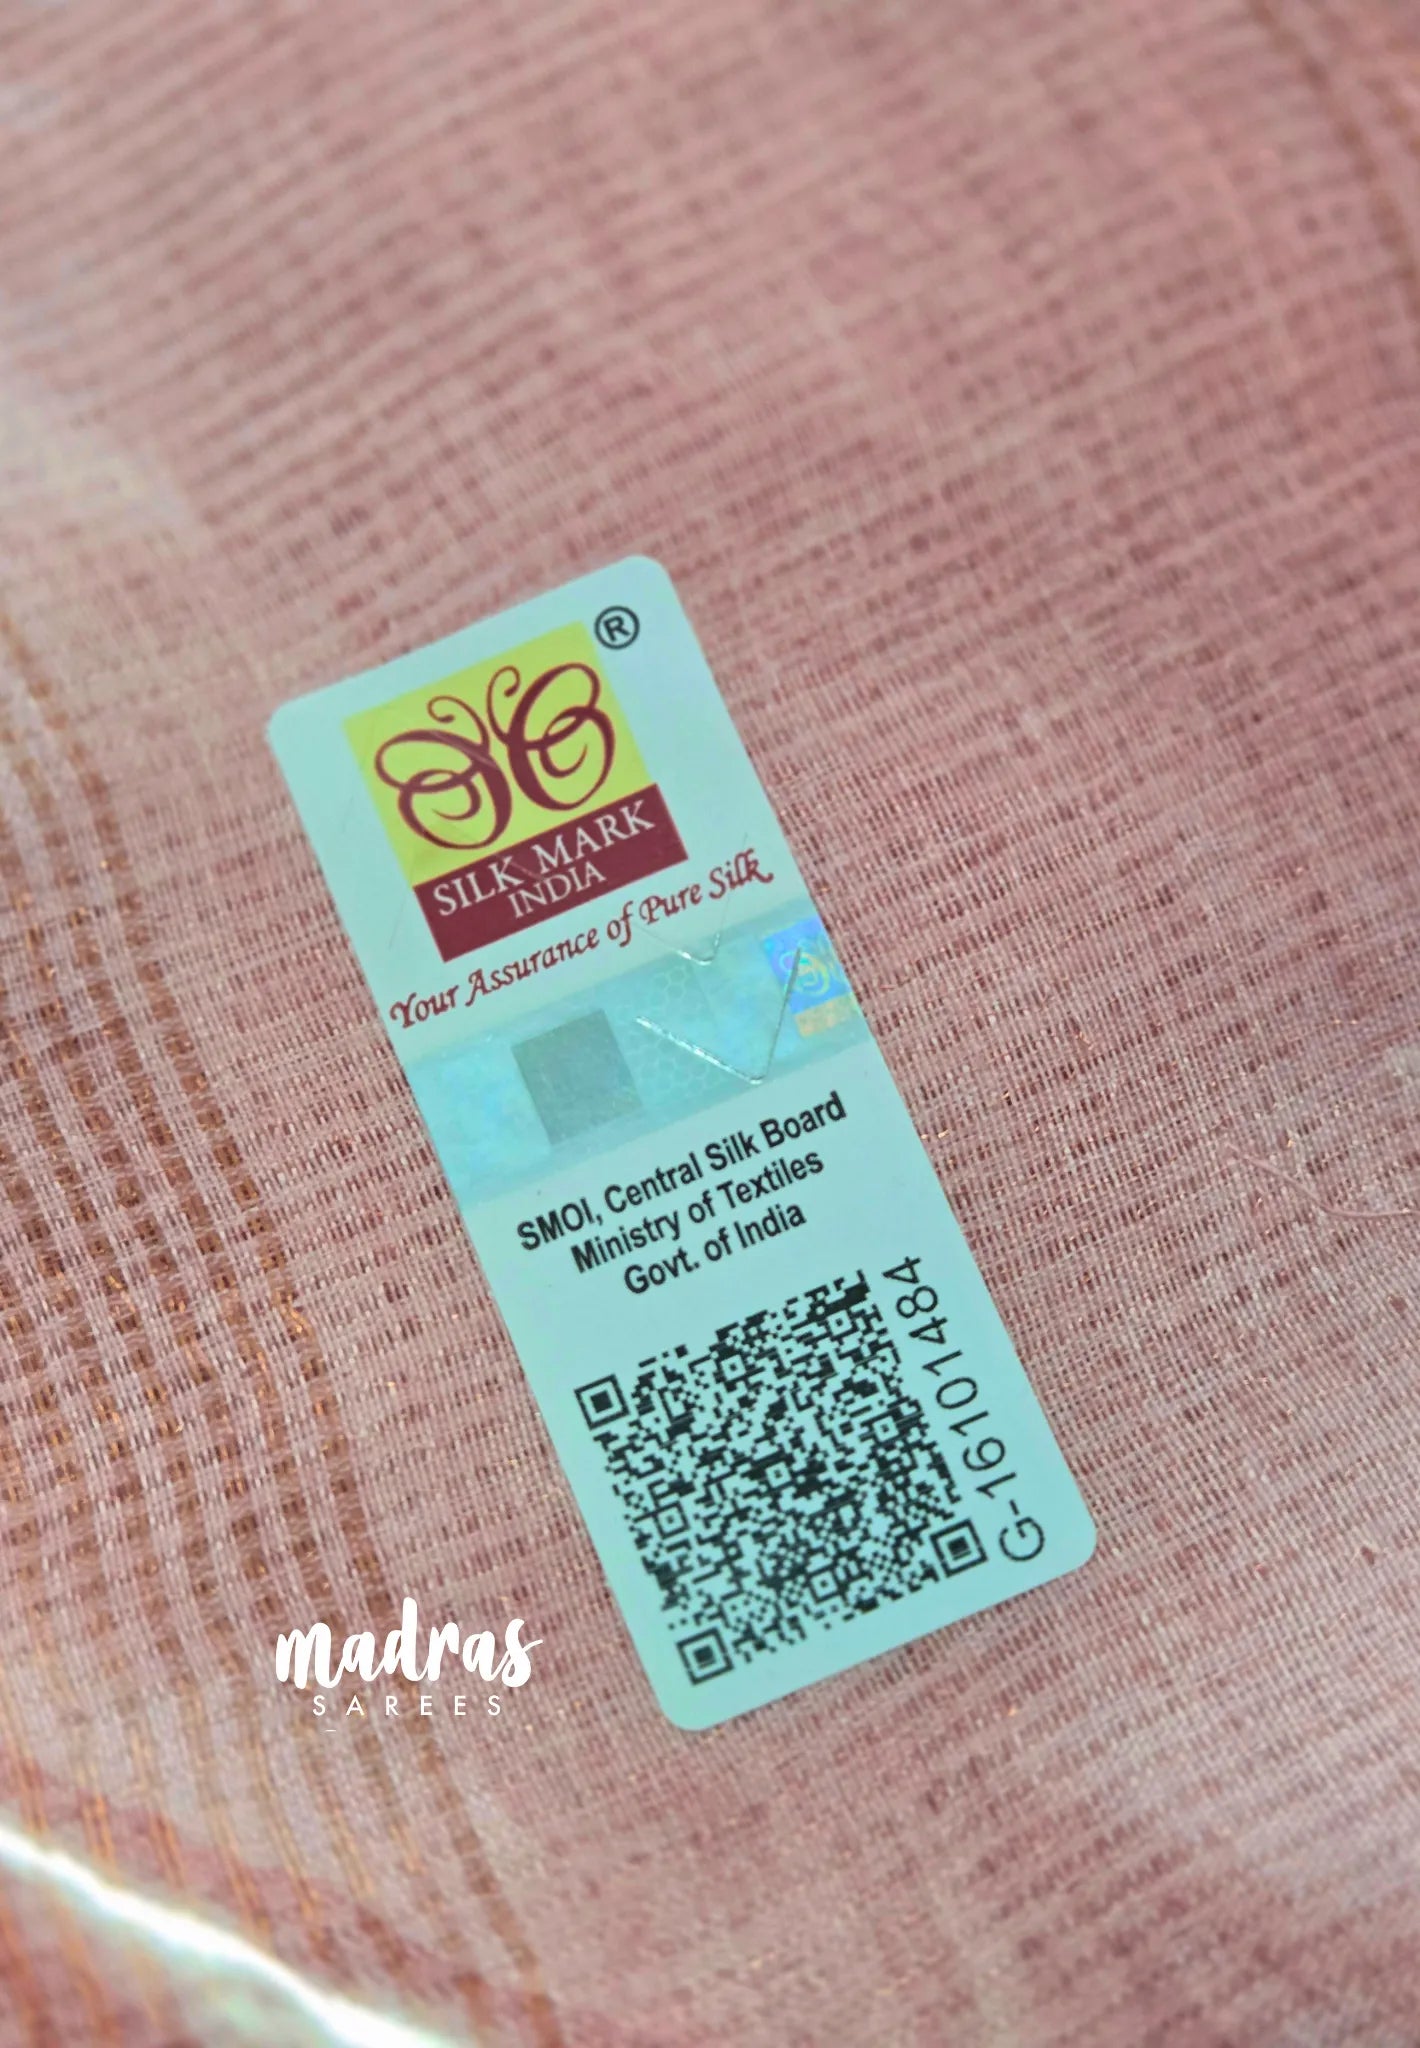 ®
SILK MARK
INDIA
Your Assurance of Pure Silk
SMOI, Central Silk Board
Ministry of Textiles
Govt. of India
G-16101484
madras
SAREES